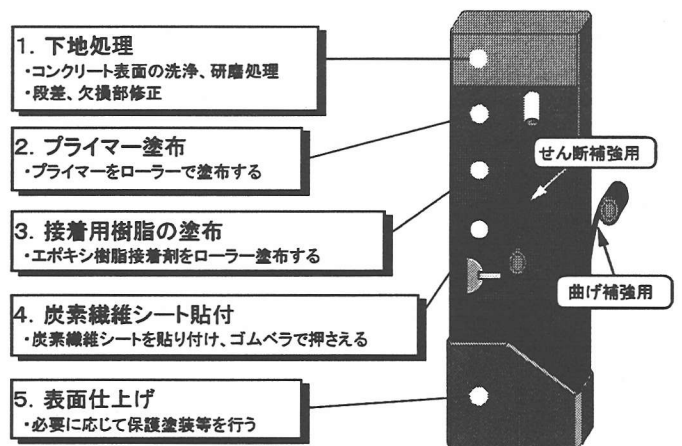 1. 下地処理
・コンクリート表面の洗浄、研磨処理
・段差、欠損部修正
2. プライマー塗布
・プライマーをローラーで塗布する
せん断補強用
3. 接着用樹脂の塗布
・エポキシ樹脂接着剤をローラー塗布する
曲げ補強用
4. 炭素繊維シート貼付
・炭素繊維シートを貼り付け、ゴムベラで押さえる
5. 表面仕上げ
・必要に応じて保護塗装等を行う